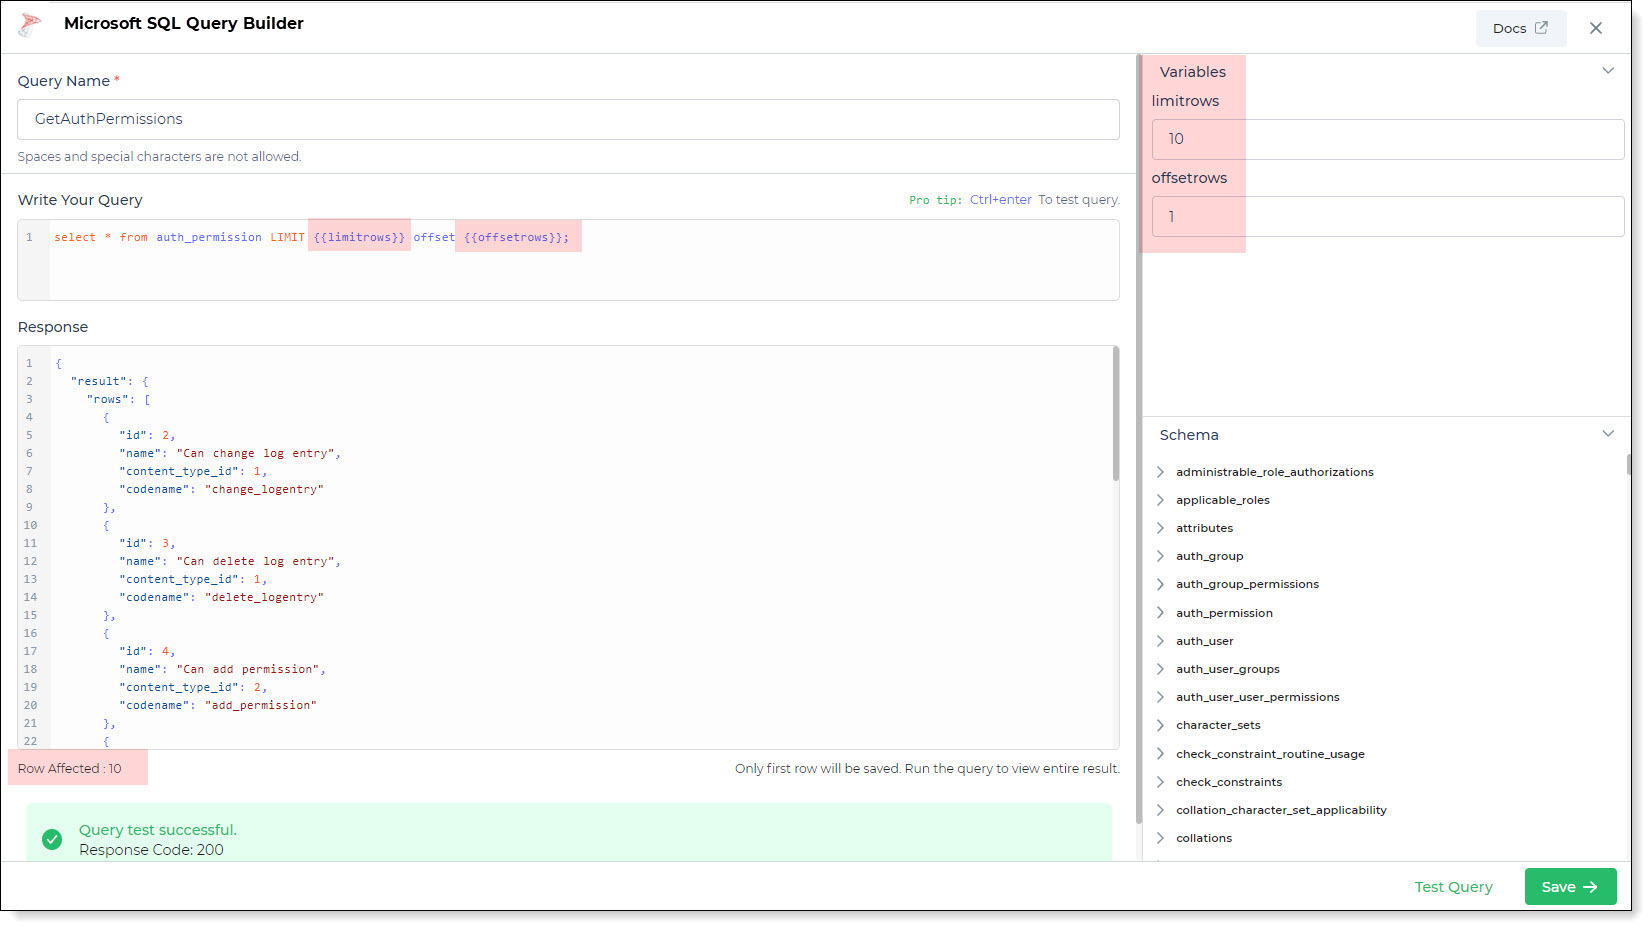 Microsoft SQL Query Builder
Docs
Query Name *
GetAuthPermissions
Spaces and special characters are not allowed.
Write Your Query
Pro tip: Ctrl+enter To test query.
1 select * from auth_permission LIMIT {{limitrows}} offset {{offsetrows}};
Response
1 {
2 "result": {
3 "rows": [
4 {
5 "id": 2,
6 "name": "Can change log entry",
7 "content_type_id": 1,
8 "codename": "change_logentry"
9 },
10 {
11 "id": 3,
12 "name": "Can delete log entry",
13 "content_type_id": 1,
14 "codename": "delete_logentry"
15 },
16 {
17 "id": 4,
18 "name": "Can add permission",
19 "content_type_id": 2,
20 "codename": "add_permission"
21 },
22 {
Row Affected : 10
Only first row will be saved. Run the query to view entire result.
Query test successful.
Response Code: 200
Variables
limitrows
10
offsetrows
1
Schema
administrable_role_authorizations
applicable_roles
attributes
auth_group
auth_group_permissions
auth_permission
auth_user
auth_user_groups
auth_user_user_permissions
character_sets
check_constraint_routine_usage
check_constraints
collation_character_set_applicability
collations
Test Query
Save